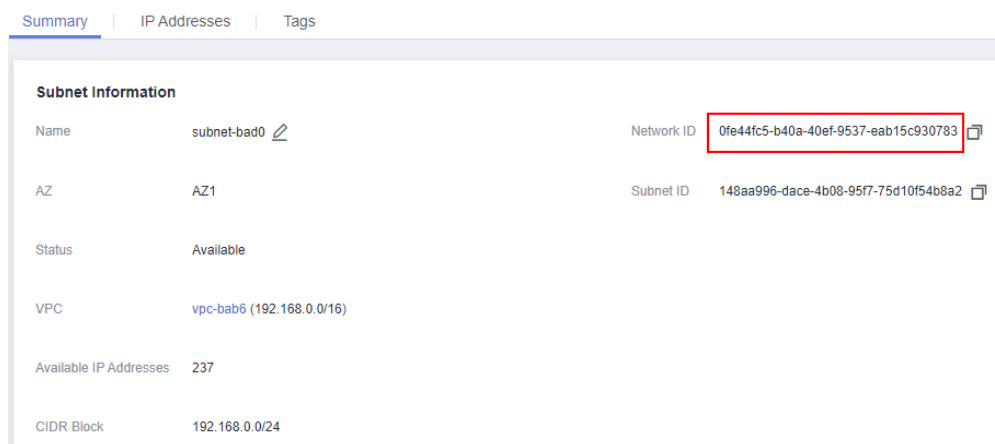 Summary IP Addresses Tags
Subnet Information
Name subnet-bad0 Network ID 0fe44fc5-b40a-40ef-9537-eab15c930783
AZ AZ1 Subnet ID 148aa996-dace-4b08-95f7-75d10f54b8a2
Status Available
VPC vpc-bab6 (192.168.0.0/16)
Available IP Addresses 237
CIDR Block 192.168.0.0/24